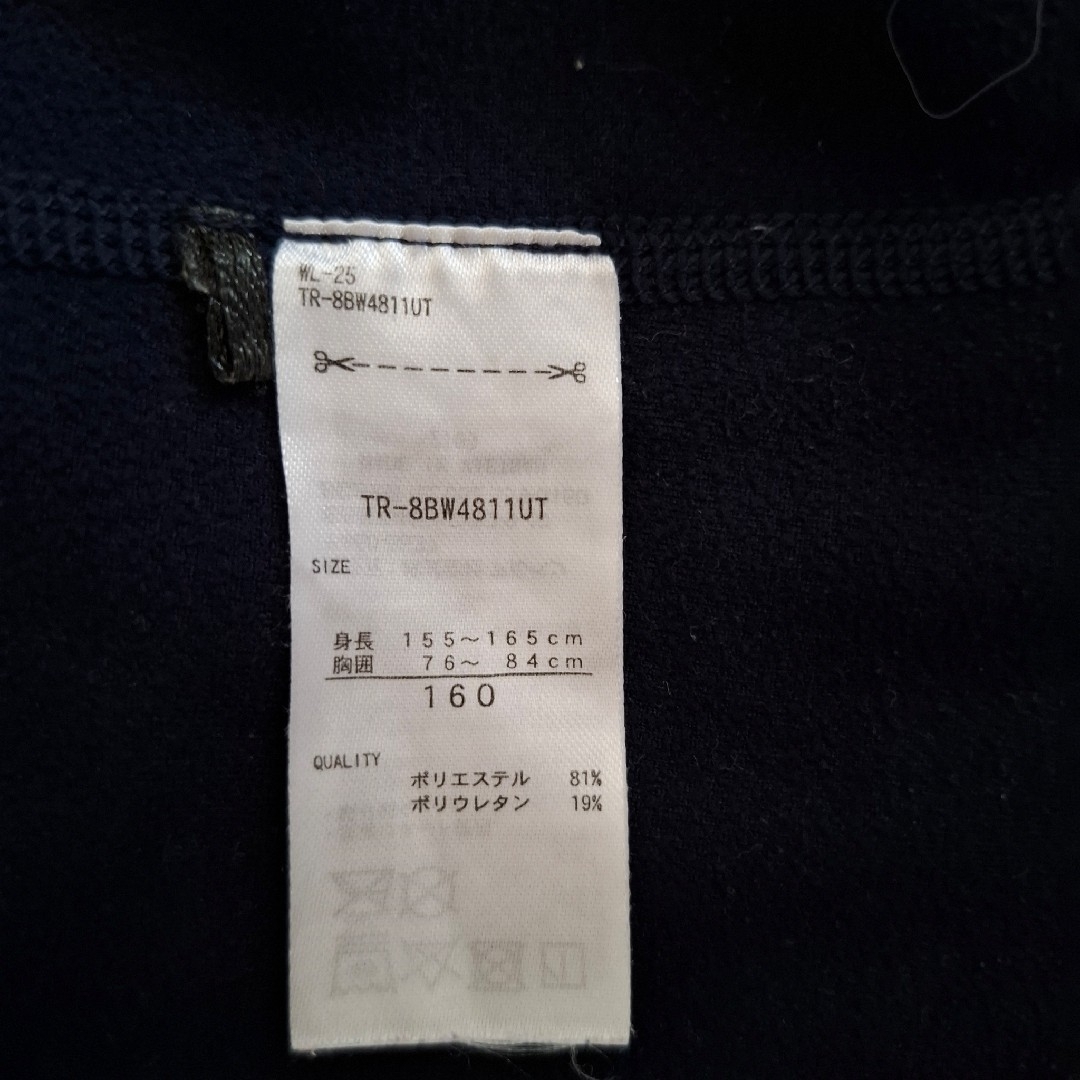 WL-25
TR-8BW4811UT
TR-8BW4811UT
SIZE
身長 155～165cm
胸囲 76～ 84cm
160
QUALITY
ポリエステル 81%
ポリウレタン 19%